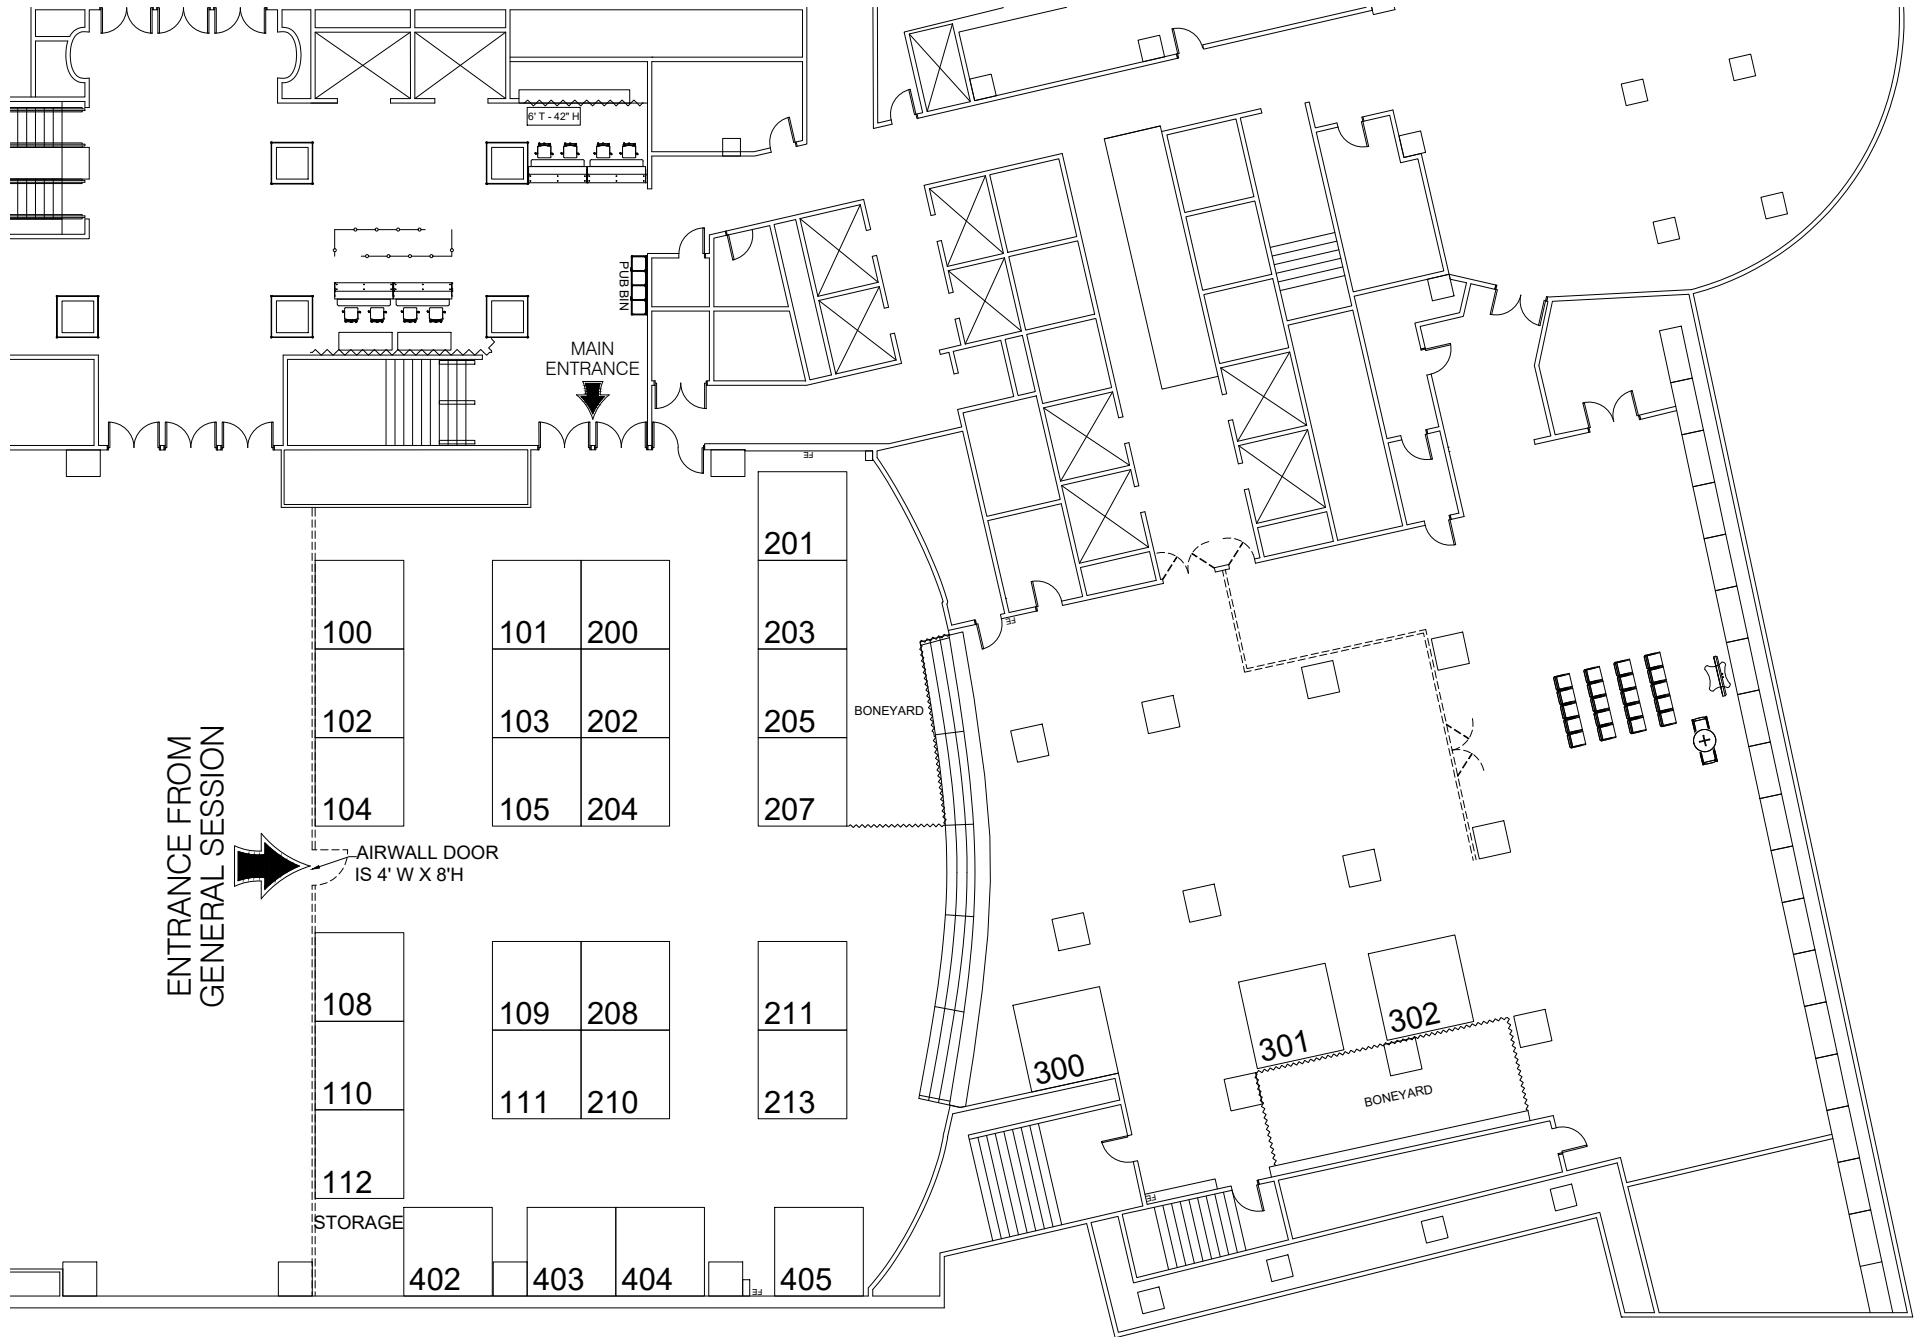 6' T - 42" H
PUB BIN
MAIN
ENTRANCE
FE
201
100
101
200
203
FE
102
103
202
205
BONEYARD
104
105
204
207
ENTRANCE FROM
GENERAL SESSION
AIRWALL DOOR
IS 4' W X 8'H
108
109
208
211
110
111
210
213
300
301
302
BONEYARD
112
STORAGE
FE
402
403
404
405
FE